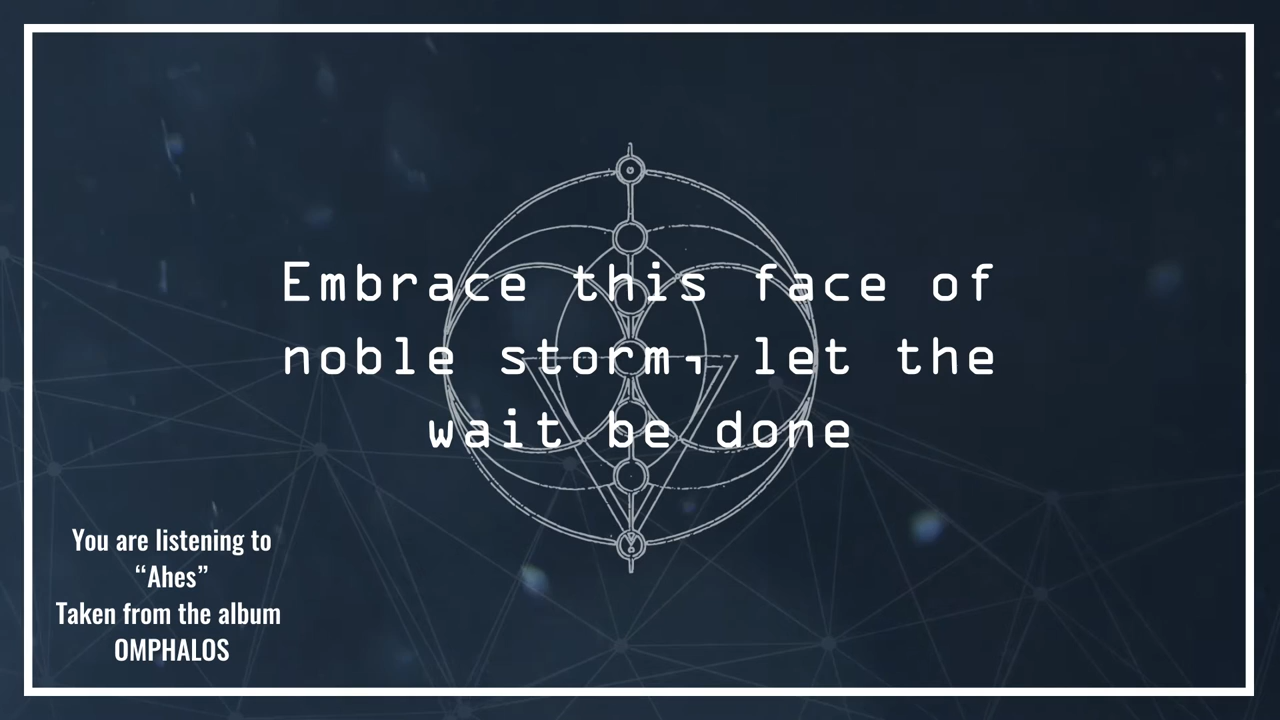 Embrace this face of
noble storm, let the
wait be done
You are listening to
“Ahes”
Taken from the album
OMPHALOS